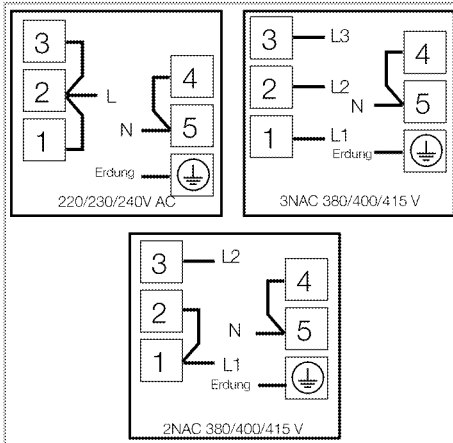 3
2
1
L
4
5
N
Erdung
220/230/240V AC
3
L3
2
L2
1
L1
4
N
5
Erdung
3NAC 380/400/415 V
3
L2
2
1
L1
4
N
5
Erdung
2NAC 380/400/415 V